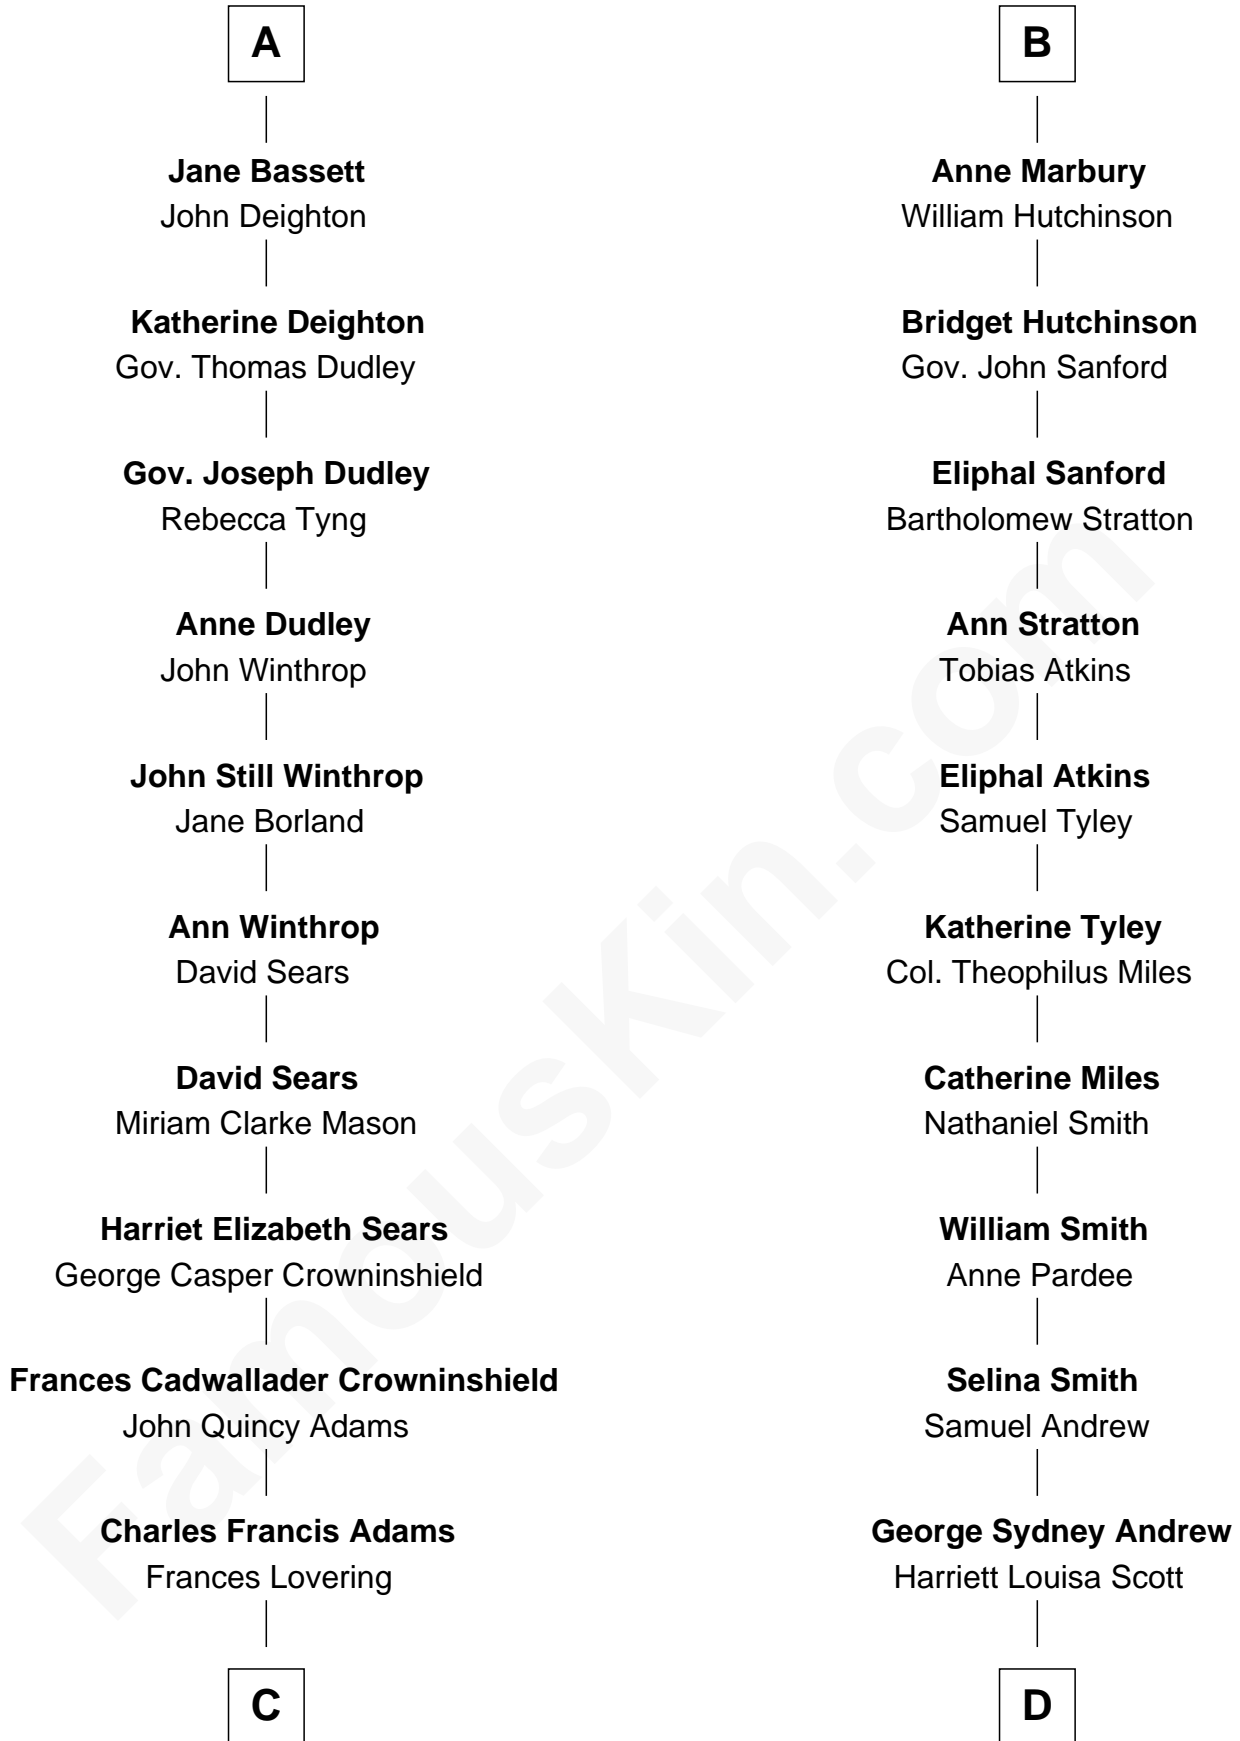 A
Jane Bassett
John Deighton
Katherine Deighton
Gov. Thomas Dudley
Gov. Joseph Dudley
Rebecca Tyng
Anne Dudley
John Winthrop
John Still Winthrop
Jane Borland
Ann Winthrop
David Sears
David Sears
Miriam Clarke Mason
Harriet Elizabeth Sears
George Casper Crowninshield
Frances Cadwallader Crowninshield
John Quincy Adams
Charles Francis Adams
Frances Lovering
C
B
Anne Marbury
William Hutchinson
Bridget Hutchinson
Gov. John Sanford
Eliphal Sanford
Bartholomew Stratton
Ann Stratton
Tobias Atkins
Eliphal Atkins
Samuel Tyley
Katherine Tyley
Col. Theophilus Miles
Catherine Miles
Nathaniel Smith
William Smith
Anne Pardee
Selina Smith
Samuel Andrew
George Sydney Andrew
Harriett Louisa Scott
D
FamousKin.com